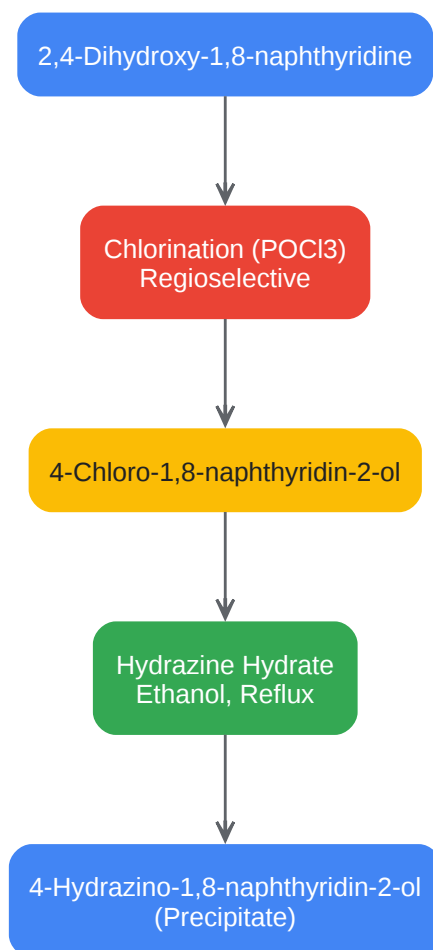 2,4-Dihydroxy-1,8-naphthyridine
Chlorination (POCl3)
Regioselective
4-Chloro-1,8-naphthyridin-2-ol
Hydrazine Hydrate
Ethanol, Reflux
4-Hydrazino-1,8-naphthyridin-2-ol
(Precipitate)